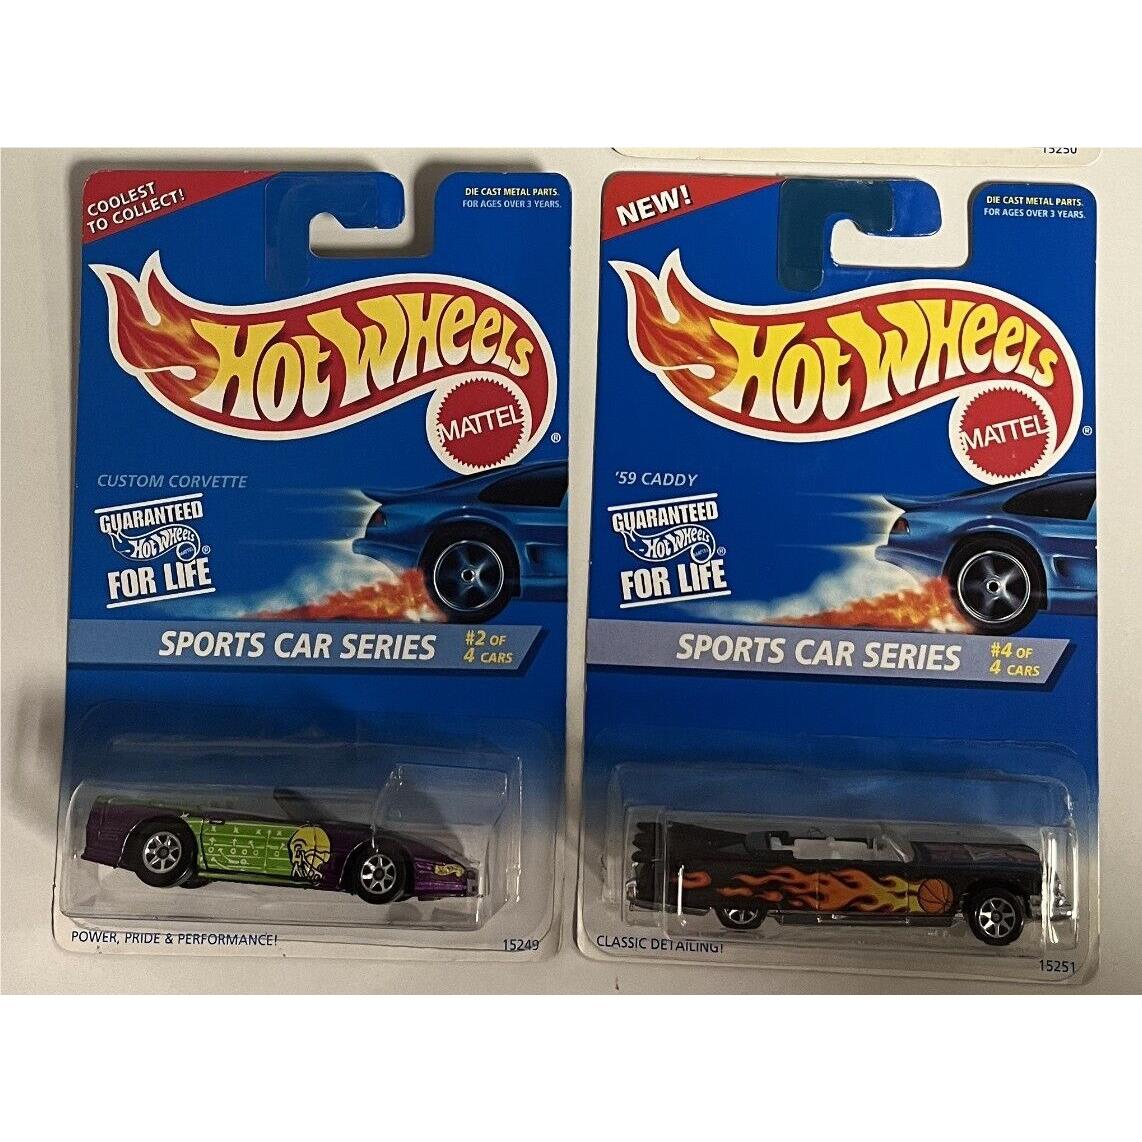 15250
COOLEST
TO COLLECT!
DIE CAST METAL PARTS.
FOR AGES OVER 3 YEARS.
HOT WHEELS
MATTEL
®
CUSTOM CORVETTE
GUARANTEED
HOT WHEELS
MATTEL
®
FOR LIFE
SPORTS CAR SERIES
#2 OF
4 CARS
POWER, PRIDE & PERFORMANCE!
15249
NEW!
DIE CAST METAL PARTS.
FOR AGES OVER 3 YEARS.
HOT WHEELS
MATTEL
®
'59 CADDY
GUARANTEED
HOT WHEELS
MATTEL
®
FOR LIFE
SPORTS CAR SERIES
#4 OF
4 CARS
CLASSIC DETAILING!
15251